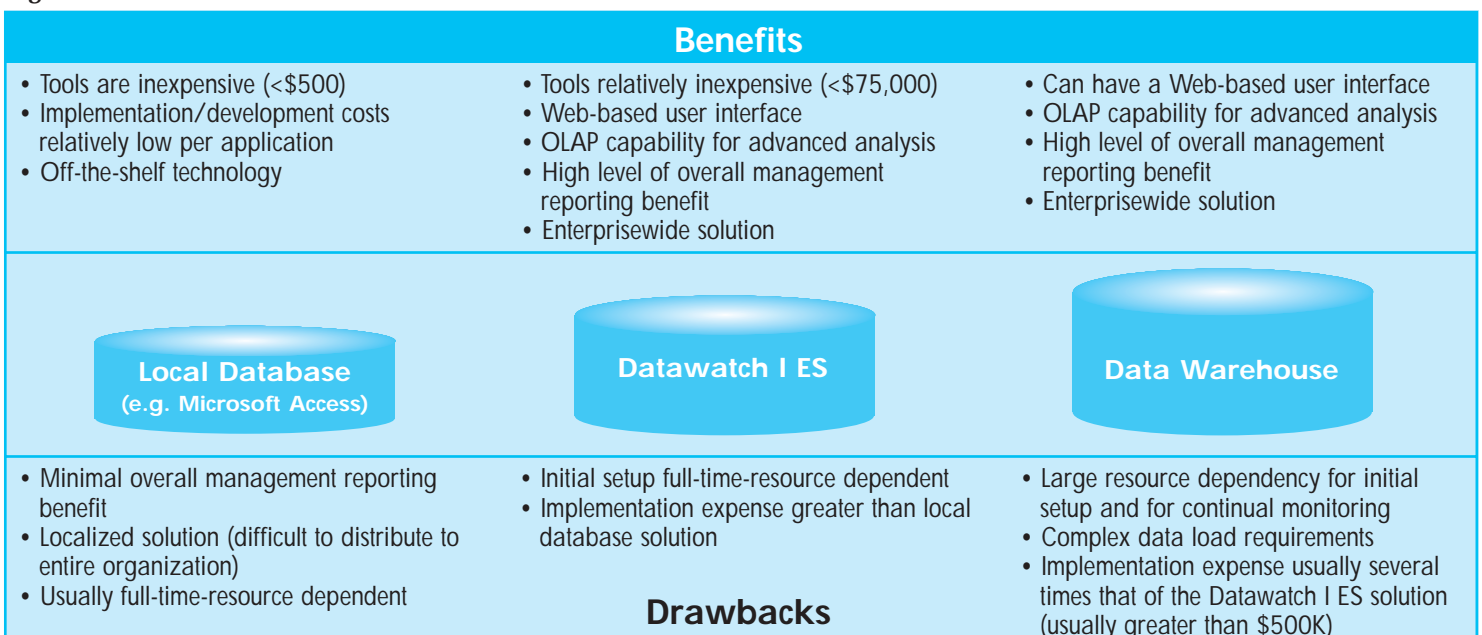 Benefits
• Tools are inexpensive (<$500)
• Implementation/development costs
relatively low per application
• Off-the-shelf technology
• Tools relatively inexpensive (<$75,000)
• Web-based user interface
• OLAP capability for advanced analysis
• High level of overall management
reporting benefit
• Enterprisewide solution
• Can have a Web-based user interface
• OLAP capability for advanced analysis
• High level of overall management
reporting benefit
• Enterprisewide solution
Local Database
(e.g. Microsoft Access)
Datawatch I ES
Data Warehouse
• Minimal overall management reporting
benefit
• Localized solution (difficult to distribute to
entire organization)
• Usually full-time-resource dependent
• Initial setup full-time-resource dependent
• Implementation expense greater than local
database solution
• Large resource dependency for initial
setup and for continual monitoring
• Complex data load requirements
• Implementation expense usually several
times that of the Datawatch I ES solution
(usually greater than $500K)
Drawbacks